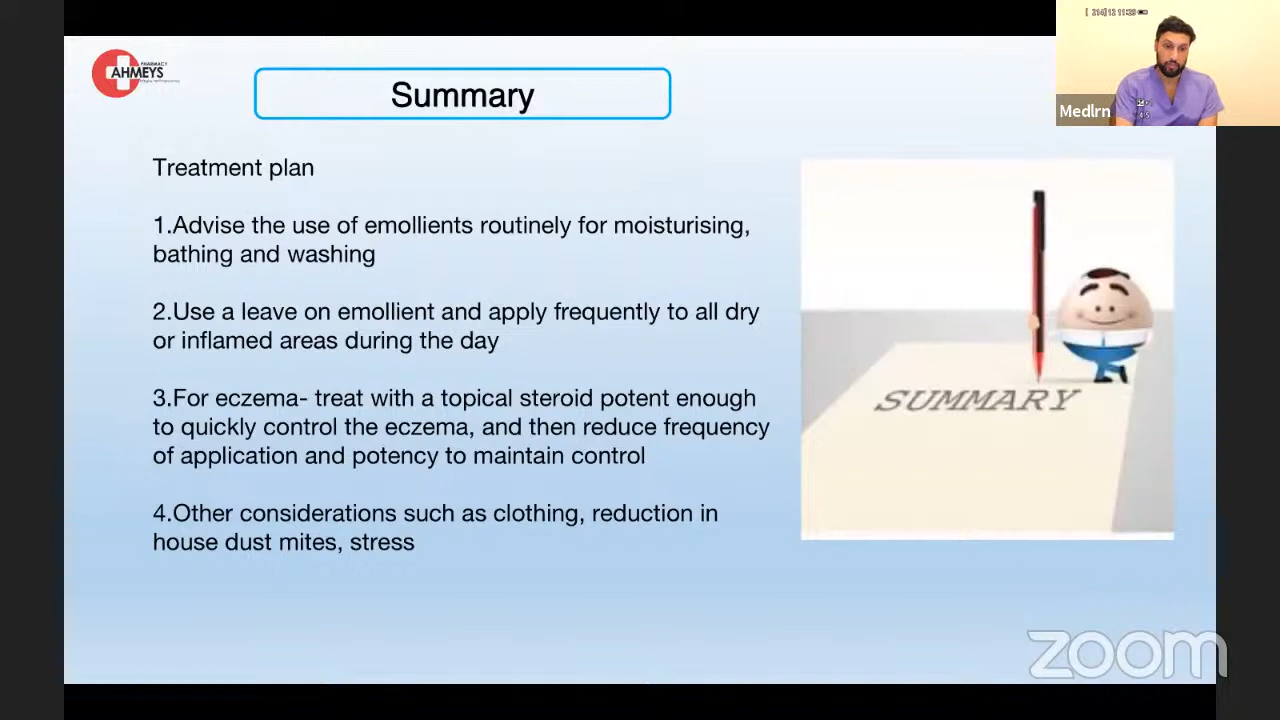 PHARMACY
AHMEYS
Summary
Medlrn
Treatment plan
1.Advise the use of emollients routinely for moisturising,
bathing and washing
2.Use a leave on emollient and apply frequently to all dry
or inflamed areas during the day
3.For eczema- treat with a topical steroid potent enough
to quickly control the eczema, and then reduce frequency
of application and potency to maintain control
4.Other considerations such as clothing, reduction in
house dust mites, stress
SUMMARY
zoom